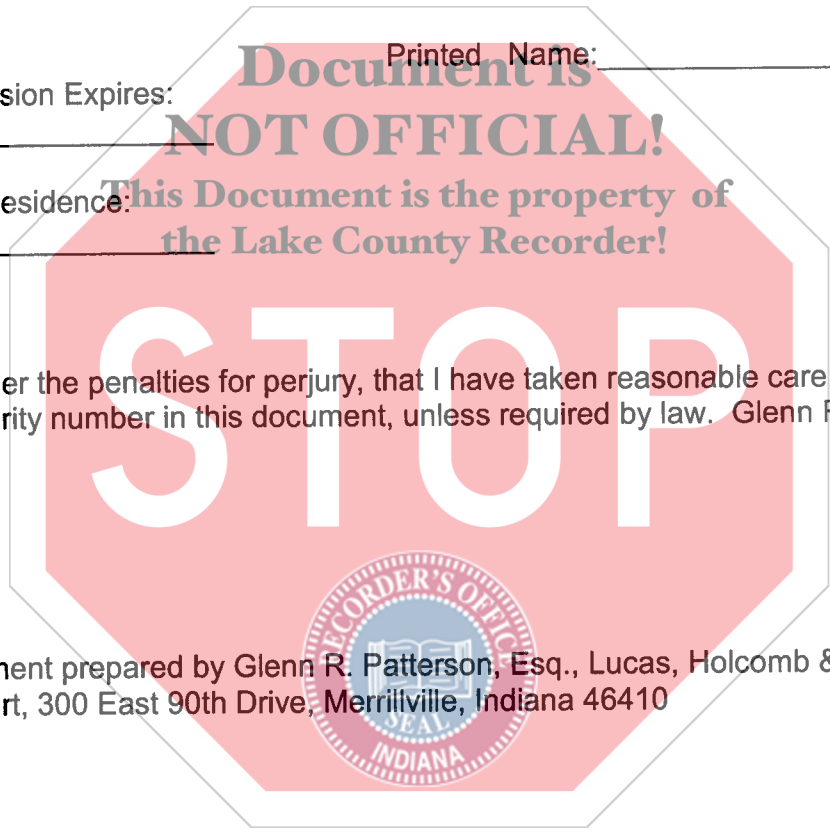 Printed Name:
Document is
sion Expires:
NOT OFFICIAL!
esidence:
This Document is the property of
the Lake County Recorder!
STOP
er the penalties for perjury, that I have taken reasonable care
rity number in this document, unless required by law. Glenn
RECORDER'S OFFICE
nent prepared by Glenn R. Patterson, Esq., Lucas, Holcomb &
rt, 300 East 90th Drive, Merrillville, Indiana 46410
SEAL
INDIANA